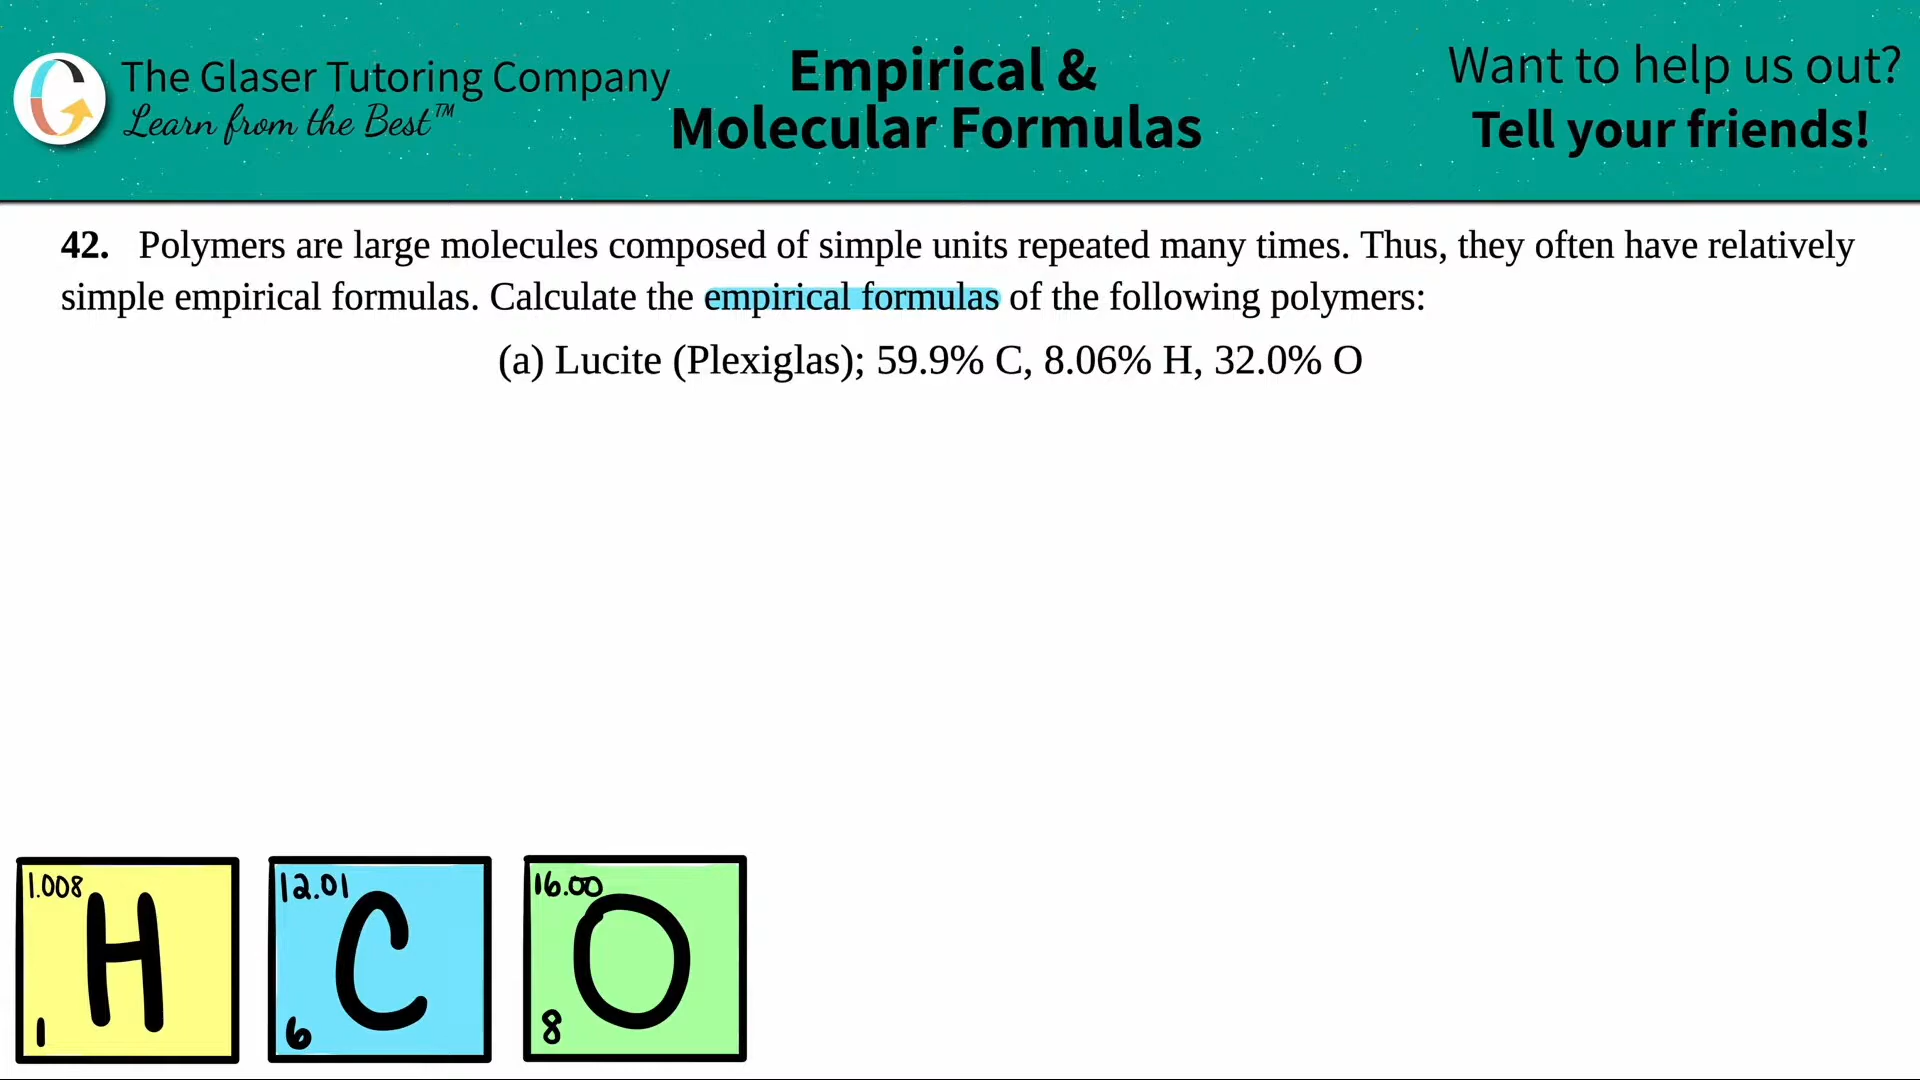 The Glaser Tutoring Company
Learn from the Best™
Empirical &
Molecular Formulas
Want to help us out?
Tell your friends!
42. Polymers are large molecules composed of simple units repeated many times. Thus, they often have relatively
simple empirical formulas. Calculate the empirical formulas of the following polymers:
(a) Lucite (Plexiglas); 59.9% C, 8.06% H, 32.0% O
1.008
H
1
12.01
C
6
16.00
O
8